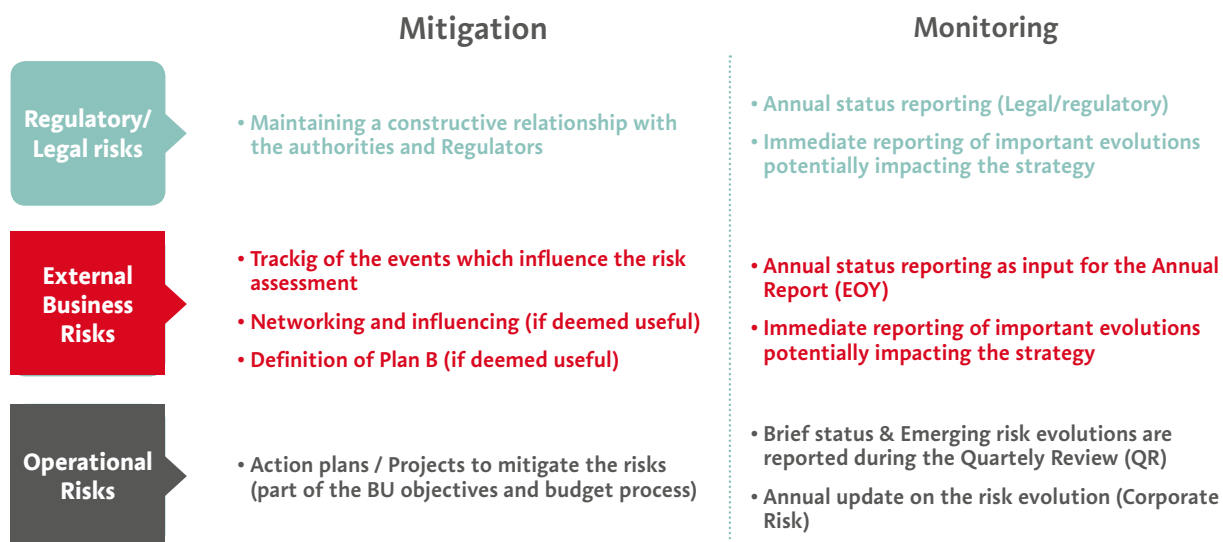 Mitigation
Monitoring
Regulatory/
Legal risks
• Maintaining a constructive relationship with
the authorities and Regulators
• Annual status reporting (Legal/regulatory)
• Immediate reporting of important evolutions
potentially impacting the strategy
External
Business
Risks
• Trackig of the events which influence the risk
assessment
• Networking and influencing (if deemed useful)
• Definition of Plan B (if deemed useful)
• Annual status reporting as input for the Annual
Report (EOY)
• Immediate reporting of important evolutions
potentially impacting the strategy
Operational
Risks
• Action plans / Projects to mitigate the risks
(part of the BU objectives and budget process)
• Brief status & Emerging risk evolutions are
reported during the Quartely Review (QR)
• Annual update on the risk evolution (Corporate
Risk)